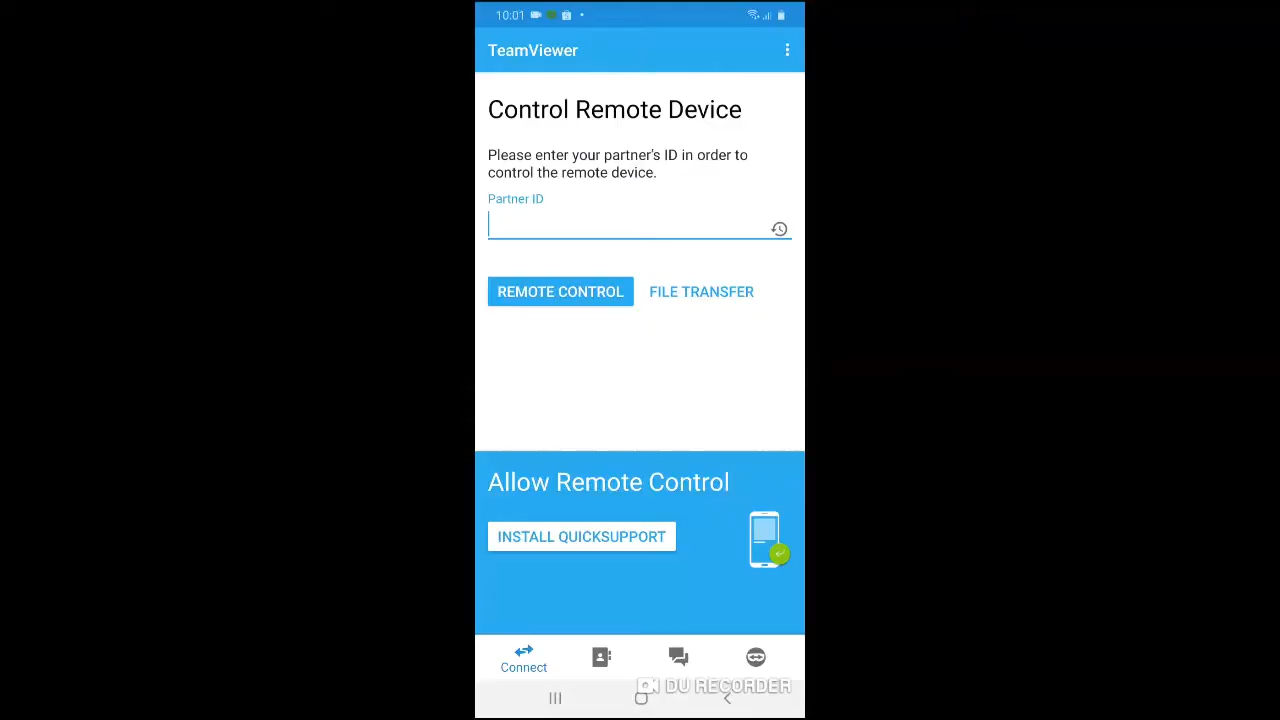 10:01
TeamViewer
Control Remote Device
Please enter your partner's ID in order to
control the remote device.
Partner ID
REMOTE CONTROL
FILE TRANSFER
Allow Remote Control
INSTALL QUICKSUPPORT
Connect
DU RECORDER